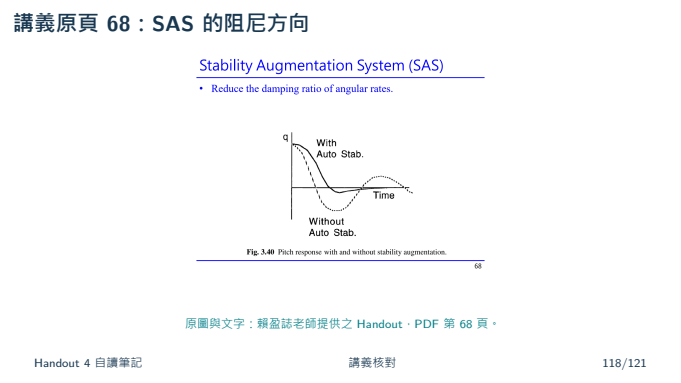 講義原頁 68：SAS 的阻尼方向
Stability Augmentation System (SAS)
• Reduce the damping ratio of angular rates.
q
With
Auto Stab.
Time
Without
Auto Stab.
Fig. 3.40 Pitch response with and without stability augmentation.
68
原圖與文字：賴盈誌老師提供之 Handout，PDF 第 68 頁。
Handout 4 自讀筆記
講義核對
118/121